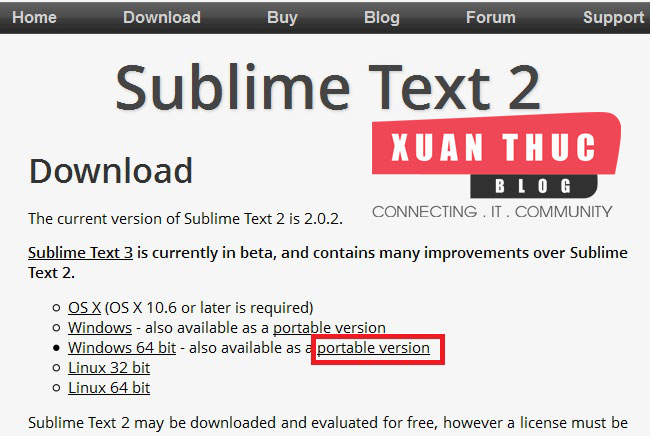 Home Download Buy Blog Forum Support
Sublime Text 2
XUAN THUC
BLOG
CONNECTING . IT . COMMUNITY
Download
The current version of Sublime Text 2 is 2.0.2.
Sublime Text 3 is currently in beta, and contains many improvements over Sublime
Text 2.
OS X (OS X 10.6 or later is required)
Windows - also available as a portable version
Windows 64 bit - also available as a portable version
Linux 32 bit
Linux 64 bit
Sublime Text 2 may be downloaded and evaluated for free, however a license must be